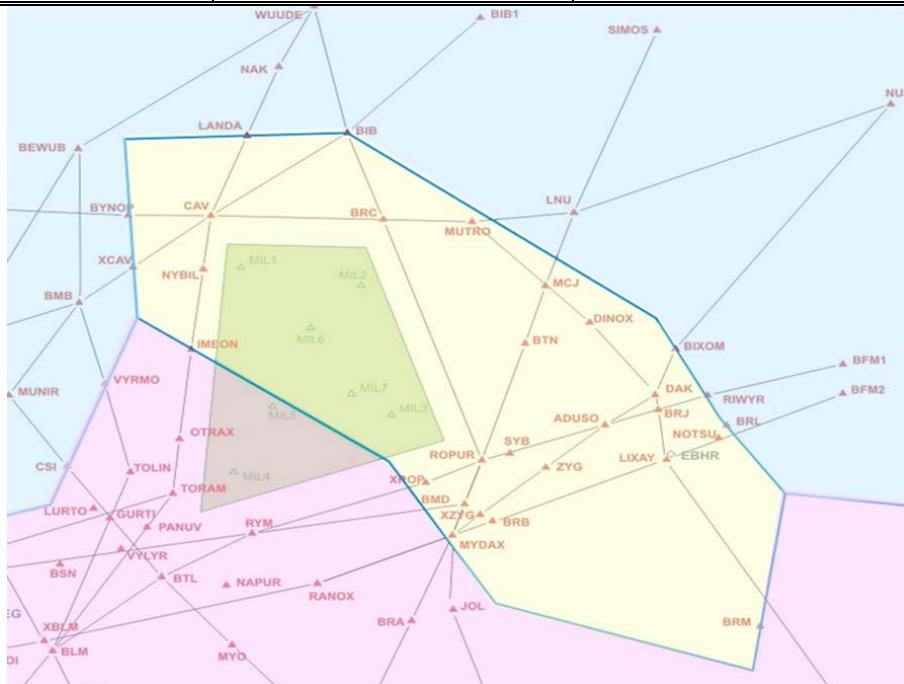 WUUDE
BIB1
SIMOS
NAK
NU
LANDA
BIB
BEWUB
BYNOP
CAV
BRC
LNU
MUTRO
XCAV
NYBIL
MIL1
MIL2
MCJ
BMB
DINOX
MIL6
BTN
IMEON
BIXOM
BFM1
VYRMO
MUNIR
MIL7
DAK
RIWYR
BFM2
MIL5
MIL3
BRJ
ADUSO
BRL
OTRAX
NOTSU
SYB
ROPUR
LIXAY
EBHR
CSI
TOLIN
MIL4
ZYG
XROP
TORAM
BMD
LURTO
GURTI
XZYG
BRB
PANUV
RYM
MYDAX
VYLYR
BSN
BTL
NAPUR
RANOX
EG
JOL
BRA
BRM
XBLM
BLM
OI
MYO